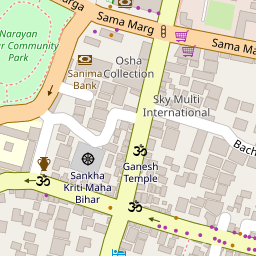 Narayan
Community
Park
Sama Marg
Sama Ma
Osha
Collection
Sanima
Bank
Sky Multi
International
Bach
Sankha
Kriti Maha
Bihar
Ganesh
Temple
ॐ
ॐ
ॐ